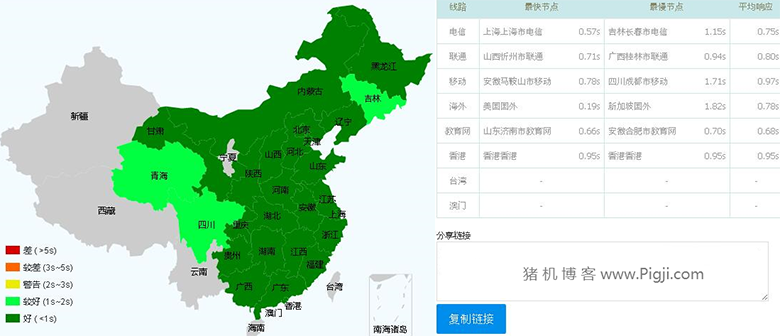 黑龙江
内蒙古
吉林
新疆
辽宁
甘肃
北京
天津
宁夏
山西
河北
山东
青海
陕西
河南
江苏
西藏
安徽
上海
四川
重庆
湖北
浙江
贵州
湖南
江西
福建
云南
广西
广东
台湾
香港
澳门
海南
南海诸岛
差 (>5s)
较差 (3s~5s)
警告 (2s~3s)
较好 (1s~2s)
好 (<1s)
线路 最快节点 最慢节点 平均响应
电信 上海上海市电信 0.57s 吉林长春市电信 1.15s 0.75s
联通 山西忻州市联通 0.71s 广西桂林市联通 0.94s 0.80s
移动 安徽马鞍山市移动 0.78s 四川成都市移动 1.71s 0.97s
海外 美国国外 0.19s 新加坡国外 1.82s 0.78s
教育网 山东济南市教育网 0.66s 安徽合肥市教育网 0.70s 0.68s
香港 香港香港 0.95s 香港香港 0.95s 0.95s
台湾 - - -
澳门 - - -
分享链接
猪机博客www.Pigji.com
复制链接